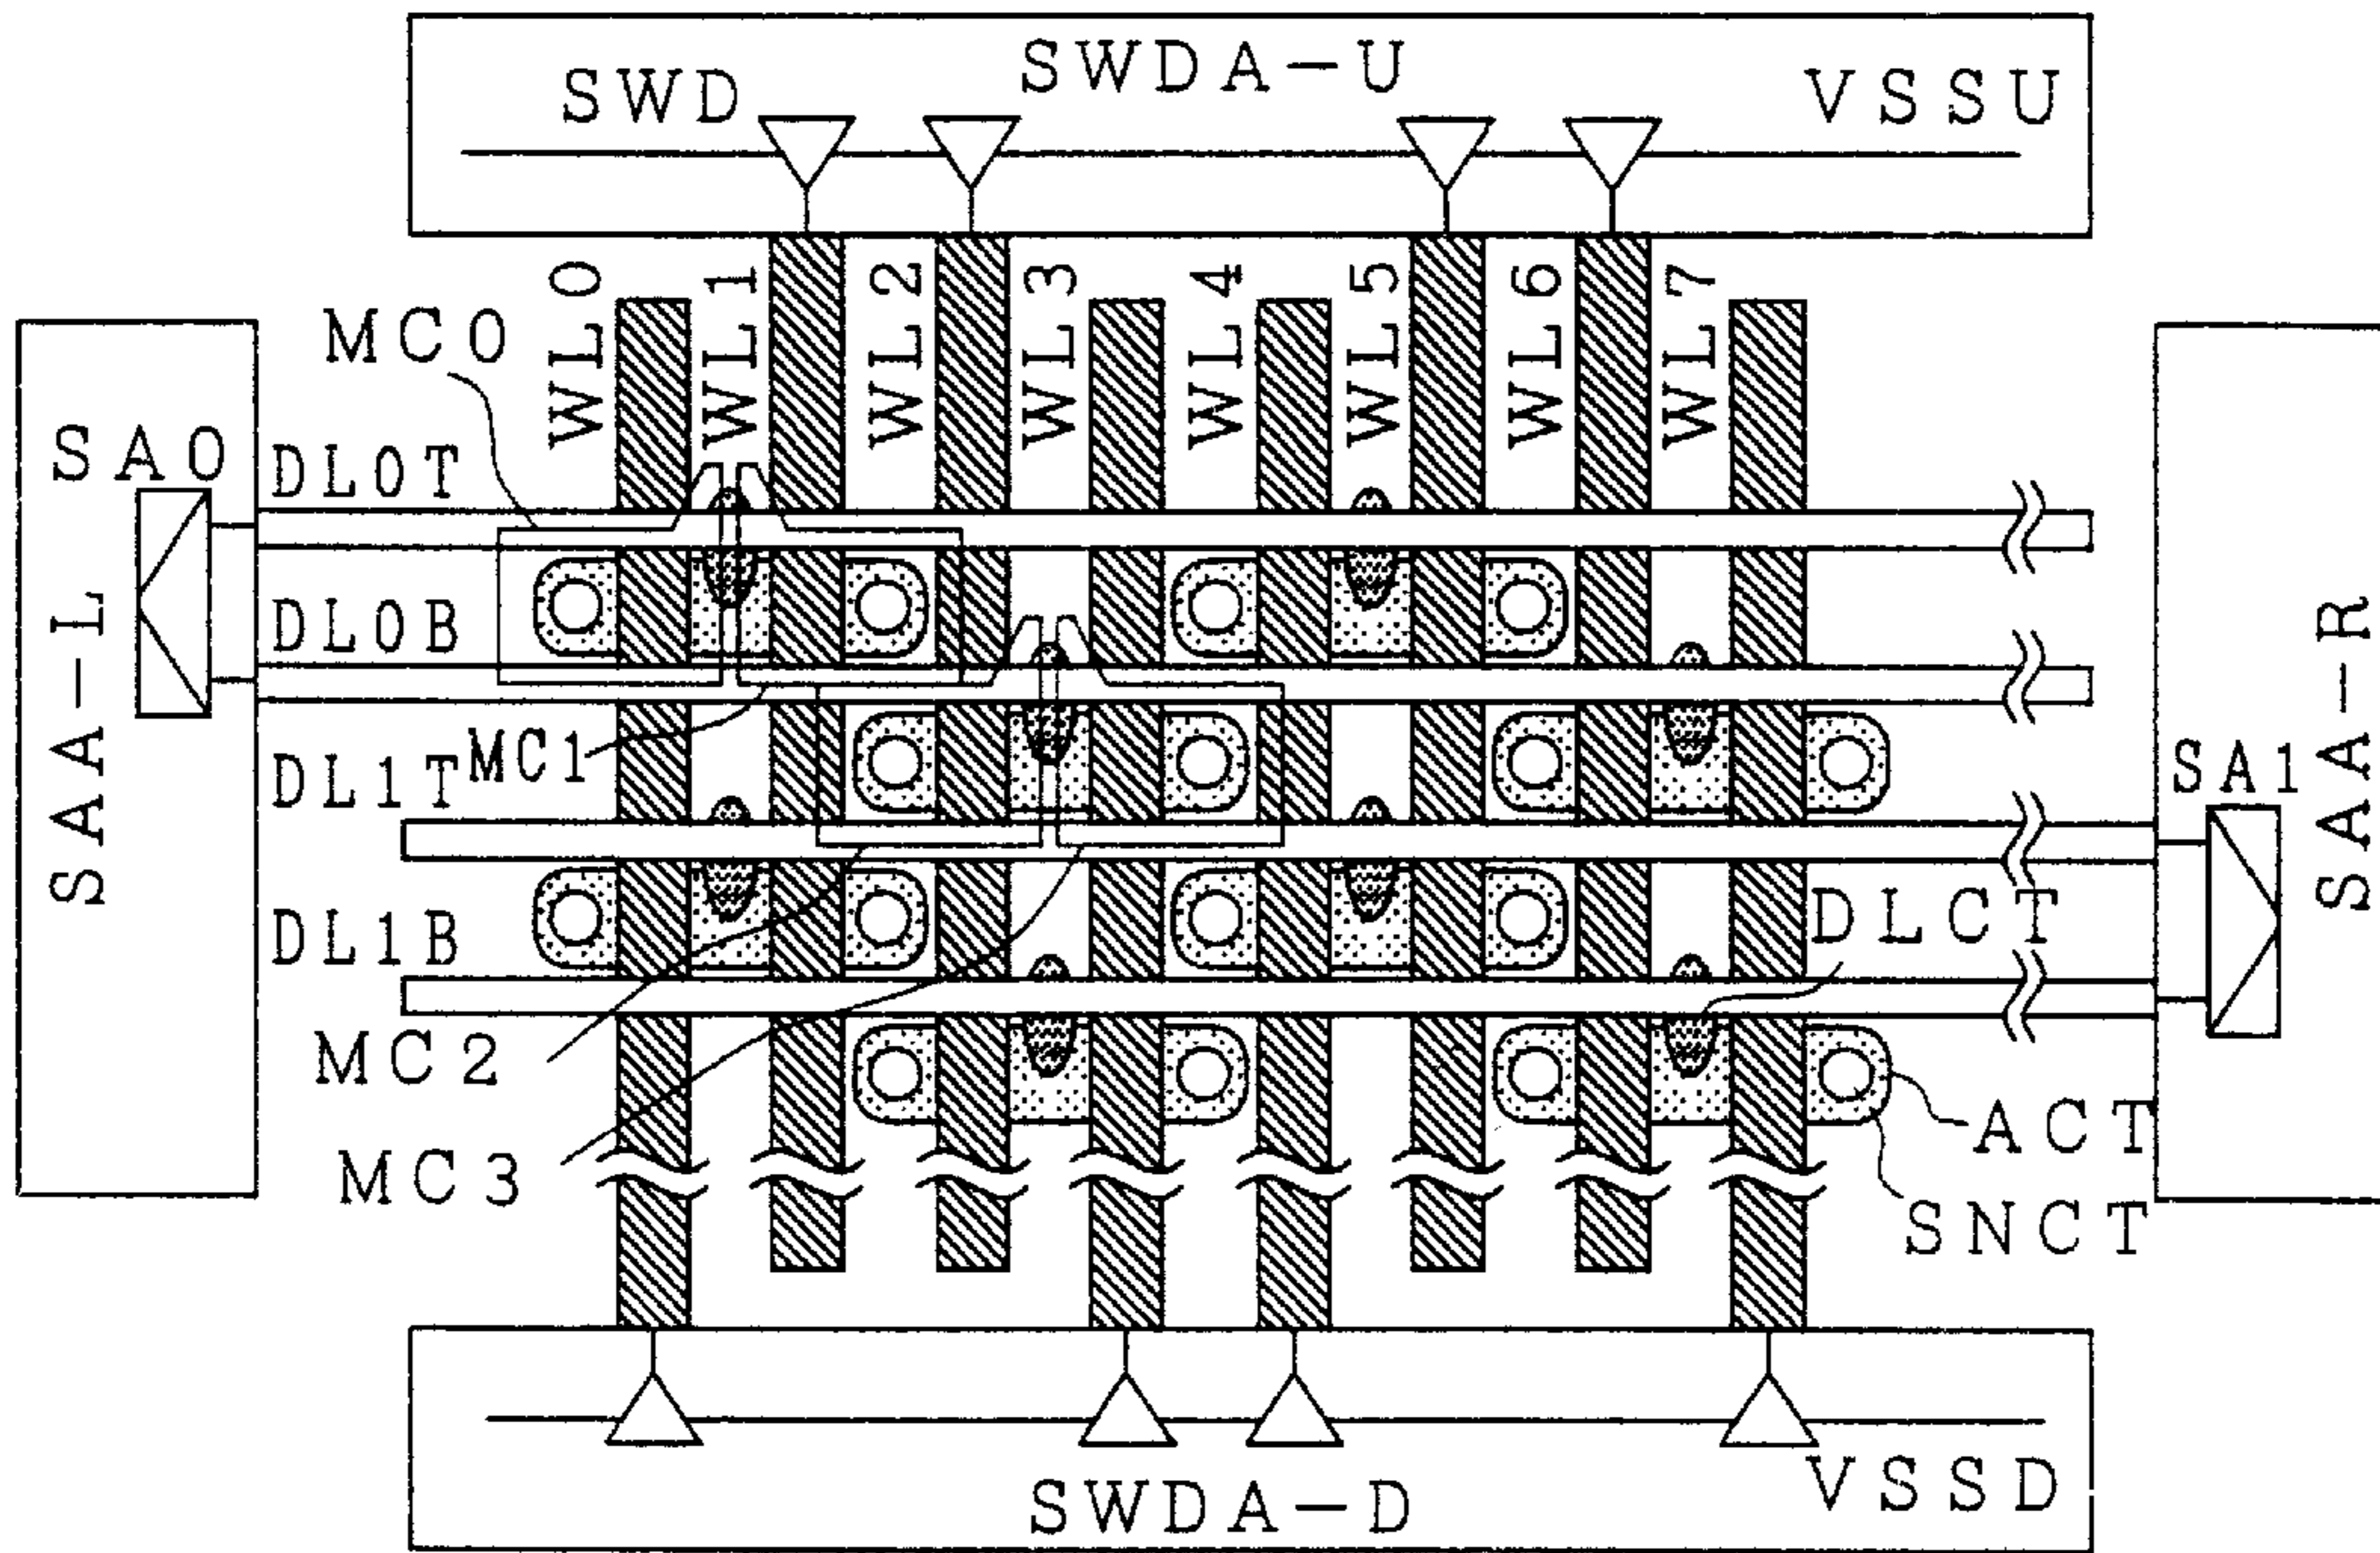 SWDA-U
SWD
VSSU
WL0
WL1
WL2
WL3
WL4
WL5
WL6
WL7
MC0
SA0
SAA-L
DL0T
DL0B
DL1T
MC1
DL1B
SA1
SAA-R
DLCT
MC2
MC3
ACT
SNCT
VSSD
SWDA-D